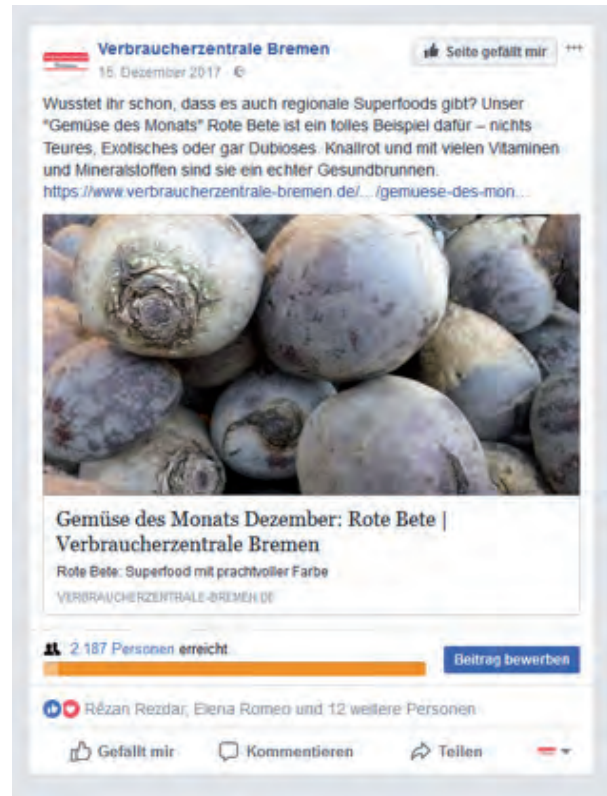 Verbraucherzentrale Bremen
15. Dezember 2017
Seite gefällt mir
Wusstet ihr schon, dass es auch regionale Superfoods gibt? Unser
"Gemüse des Monats" Rote Bete ist ein tolles Beispiel dafür – nichts
Teures, Exotisches oder gar Dubioses. Knallrot und mit vielen Vitaminen
und Mineralstoffen sind sie ein echter Gesundbrunnen.
https://www.verbraucherzentrale-bremen.de/... /gemuese-des-mon...
Gemüse des Monats Dezember: Rote Bete |
Verbraucherzentrale Bremen
Rote Bete: Superfood mit prachtvoller Farbe
VERBRAUCHERZENTRALE-BREMEN.DE
2 187 Personen erreicht
Beitrag bewerben
Rêzan Rezdar, Elena Romeo und 12 weitere Personen
Gefällt mir
Kommentieren
Teilen